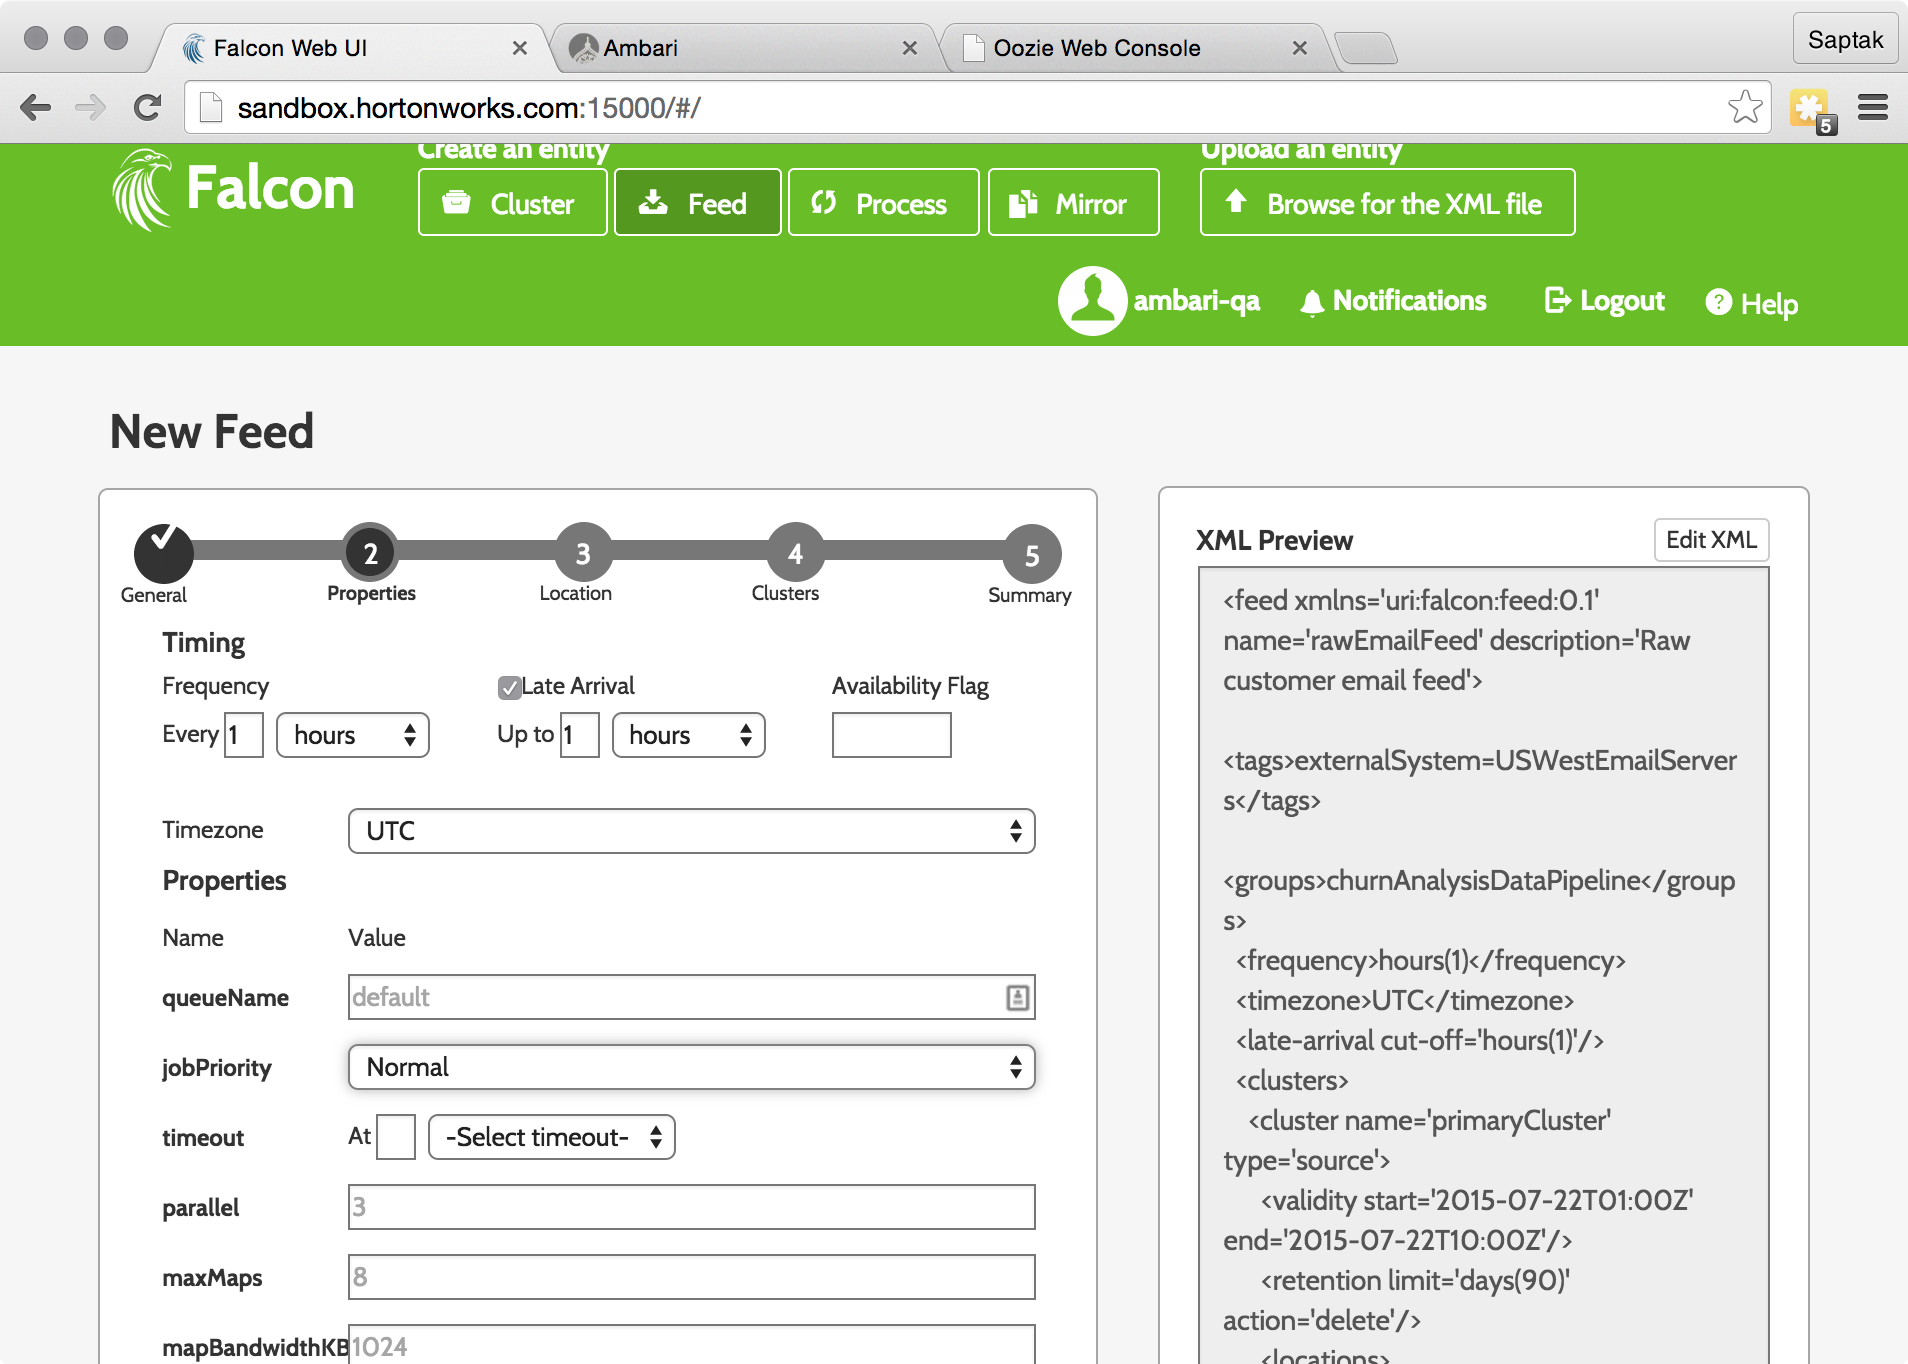 Falcon Web UI
Ambari
Oozie Web Console
Saptak
sandbox.hortonworks.com:15000/#/
5
Falcon
Create an entity
Upload an entity
Cluster
Feed
Process
Mirror
Browse for the XML file
ambari-qa
Notifications
Logout
? Help
New Feed
2
3
4
5
General
Properties
Location
Clusters
Summary
Timing
Frequency
Late Arrival
Availability Flag
Every 1 hours
Up to 1 hours
Timezone
UTC
Properties
Name
Value
queueName
default
jobPriority
Normal
timeout
At
-Select timeout-
parallel
3
maxMaps
8
mapBandwidthKB
1024
XML Preview
Edit XML
<feed xmlns='uri:falcon:feed:0.1'
name='rawEmailFeed' description='Raw
customer email feed'>
<tags>externalSystem=USWestEmailServer
s</tags>
<groups>churnAnalysisDataPipeline</group
s>
<frequency>hours(1)</frequency>
<timezone>UTC</timezone>
<late-arrival cut-off='hours(1)'/>
<clusters>
<cluster name='primaryCluster'
type='source'>
<validity start='2015-07-22T01:00Z'
end='2015-07-22T10:00Z'/>
<retention limit='days(90)'
action='delete'/>
<locations>